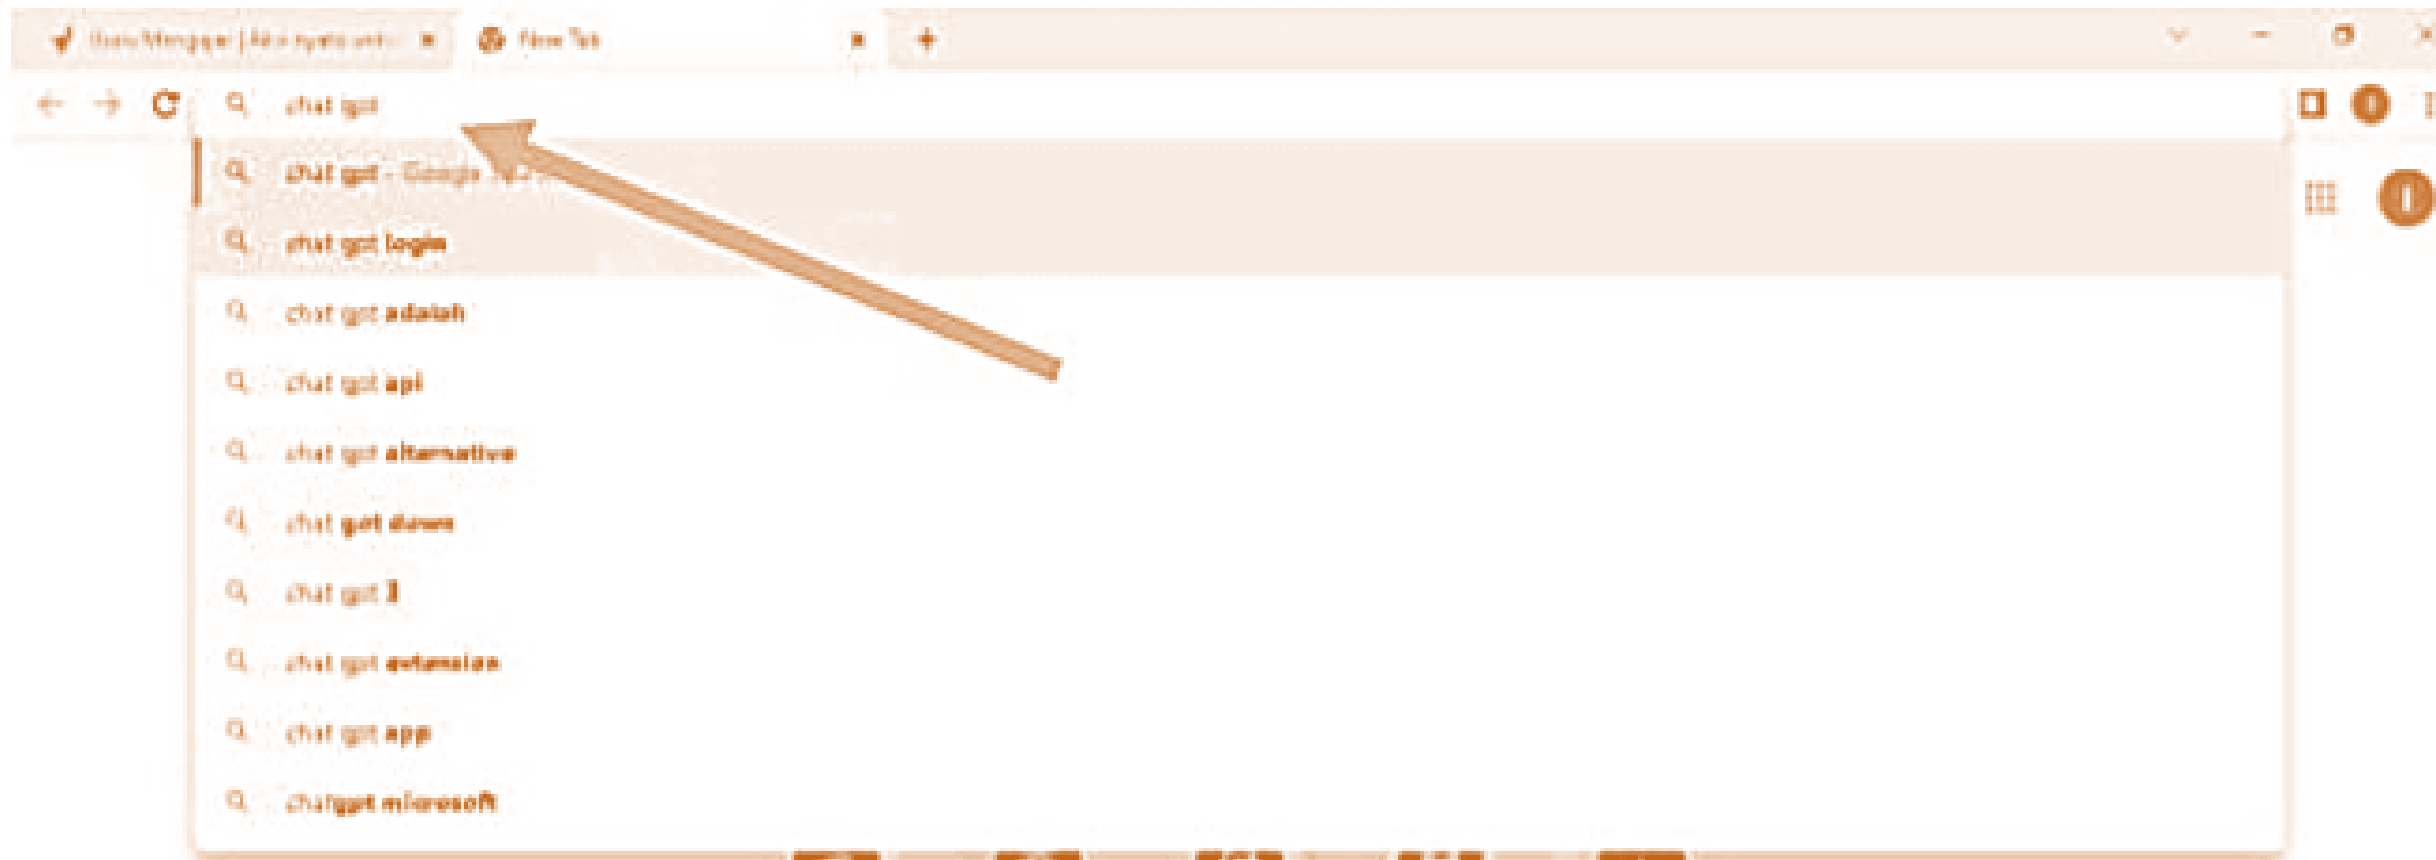 New Tab
chat gpt
chat gpt - Google
chat gpt login
chat gpt adalah
chat gpt api
chat gpt alternative
chat gpt down
chat gpt 3
chat gpt extension
chat gpt app
chatgpt microsoft